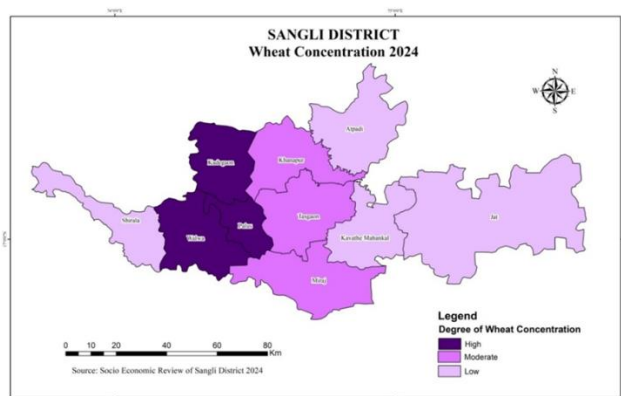 SANGLI DISTRICT
Wheat Concentration 2024
N
W E
S
Atpadi
Kadegaon
Khanapur
Shirala
Walwa
Palus
Tasgaon
Kavathe Mahankal
Jat
Miraj
Legend
Degree of Wheat Concentration
High
Moderate
Low
0 10 20 40 60 80
Km
Source: Socio Economic Review of Sangli District 2024